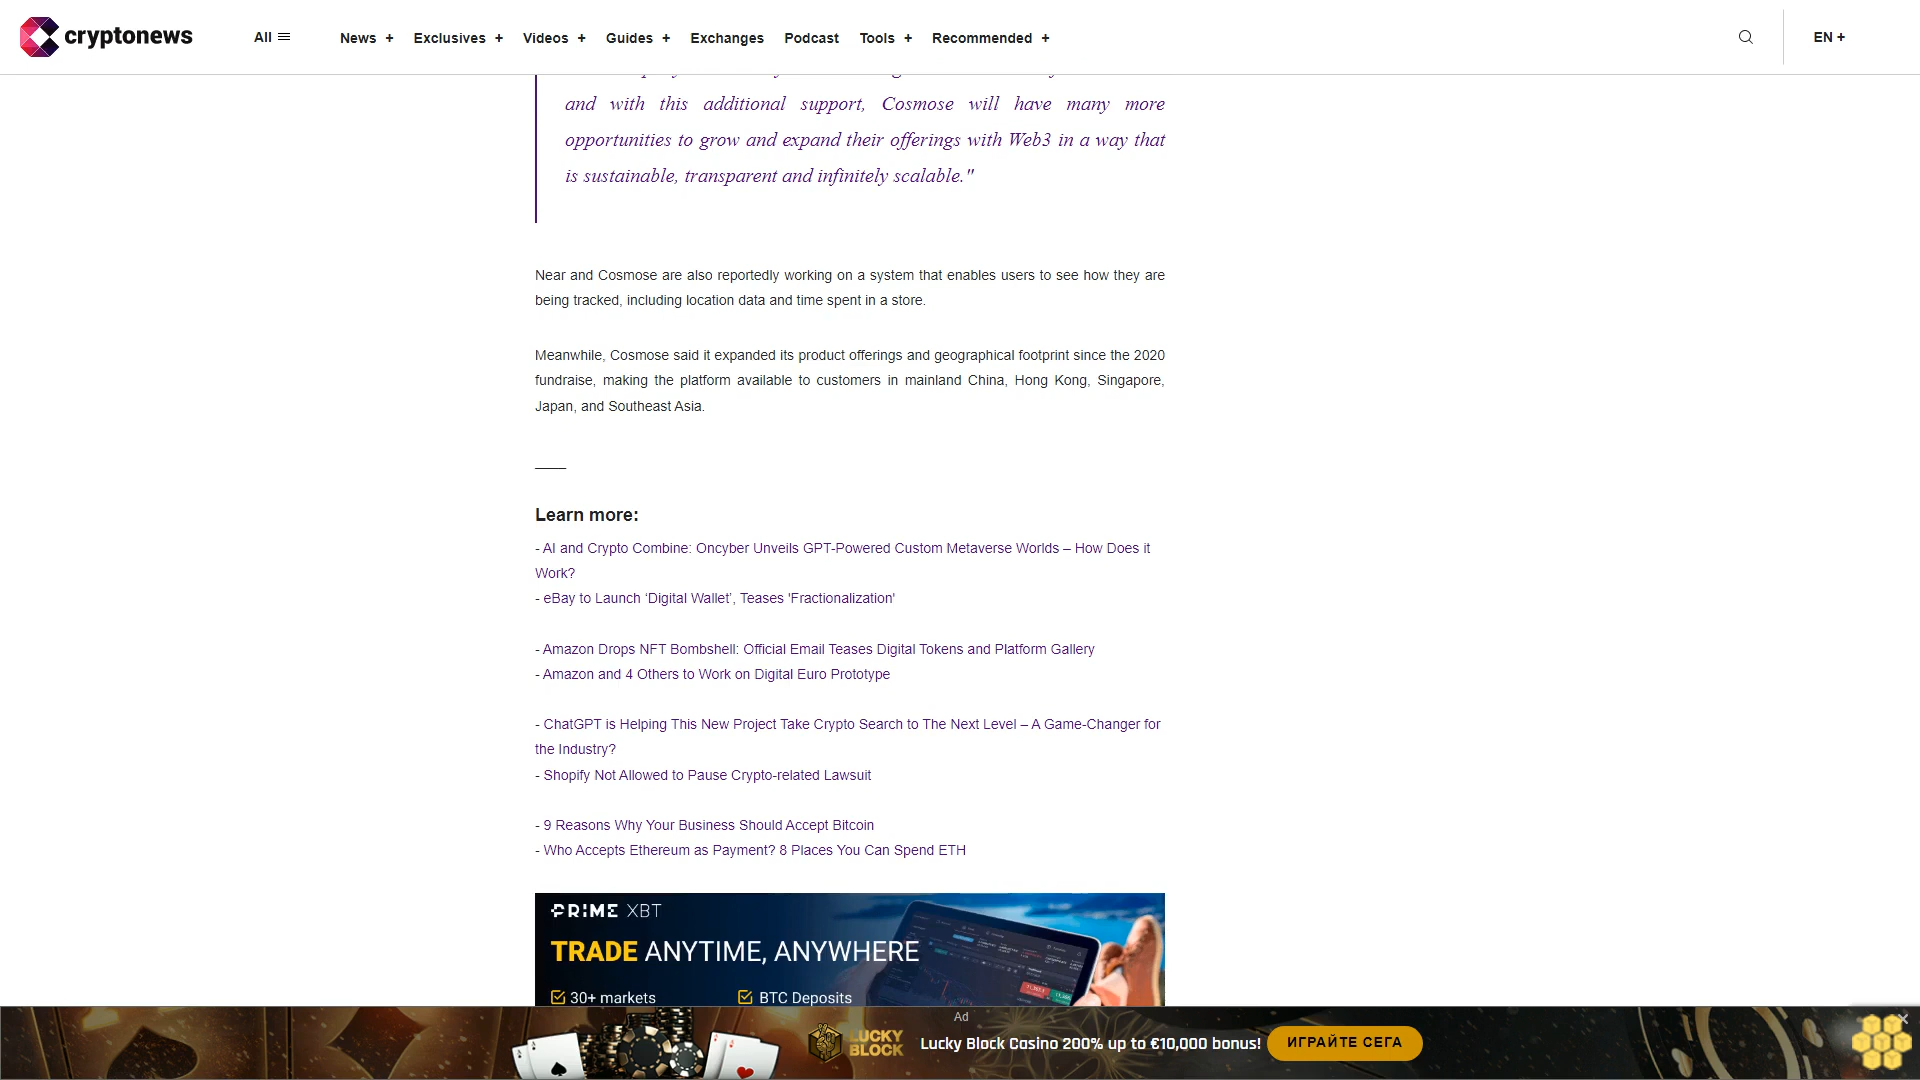 cryptonews
All
News +
Exclusives +
Videos +
Guides +
Exchanges
Podcast
Tools +
Recommended +
EN +
and with this additional support, Cosmose will have many more
opportunities to grow and expand their offerings with Web3 in a way that
is sustainable, transparent and infinitely scalable."
Near and Cosmose are also reportedly working on a system that enables users to see how they are
being tracked, including location data and time spent in a store.
Meanwhile, Cosmose said it expanded its product offerings and geographical footprint since the 2020
fundraise, making the platform available to customers in mainland China, Hong Kong, Singapore,
Japan, and Southeast Asia.
____
Learn more:
- AI and Crypto Combine: Oncyber Unveils GPT-Powered Custom Metaverse Worlds – How Does it
Work?
- eBay to Launch ‘Digital Wallet’, Teases 'Fractionalization'
- Amazon Drops NFT Bombshell: Official Email Teases Digital Tokens and Platform Gallery
- Amazon and 4 Others to Work on Digital Euro Prototype
- ChatGPT is Helping This New Project Take Crypto Search to The Next Level – A Game-Changer for
the Industry?
- Shopify Not Allowed to Pause Crypto-related Lawsuit
- 9 Reasons Why Your Business Should Accept Bitcoin
- Who Accepts Ethereum as Payment? 8 Places You Can Spend ETH
PRIME XBT
TRADE ANYTIME, ANYWHERE
30+ markets
BTC Deposits
Ad
LUCKY
BLOCK
Lucky Block Casino 200% up to €10,000 bonus!
ИГРАЙТЕ СЕГА